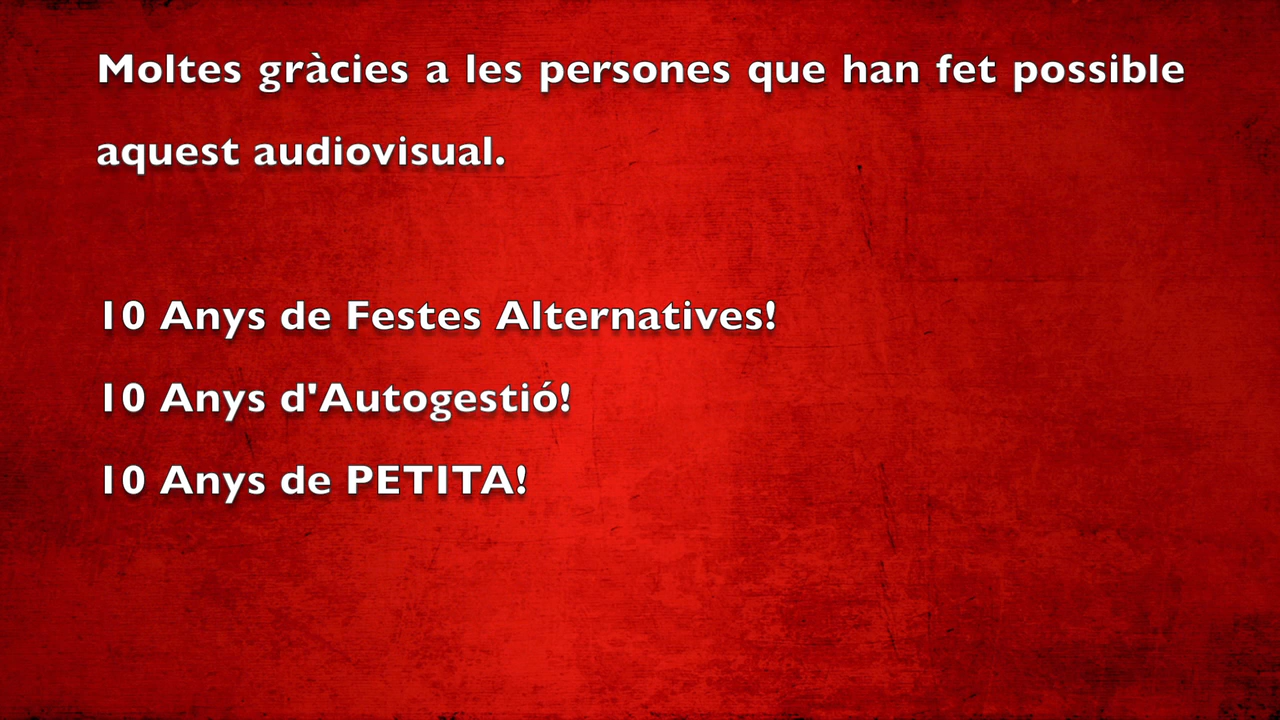 Moltes gràcies a les persones que han fet possible
aquest audiovisual.
10 Anys de Festes Alternatives!
10 Anys d'Autogestió!
10 Anys de PETITA!